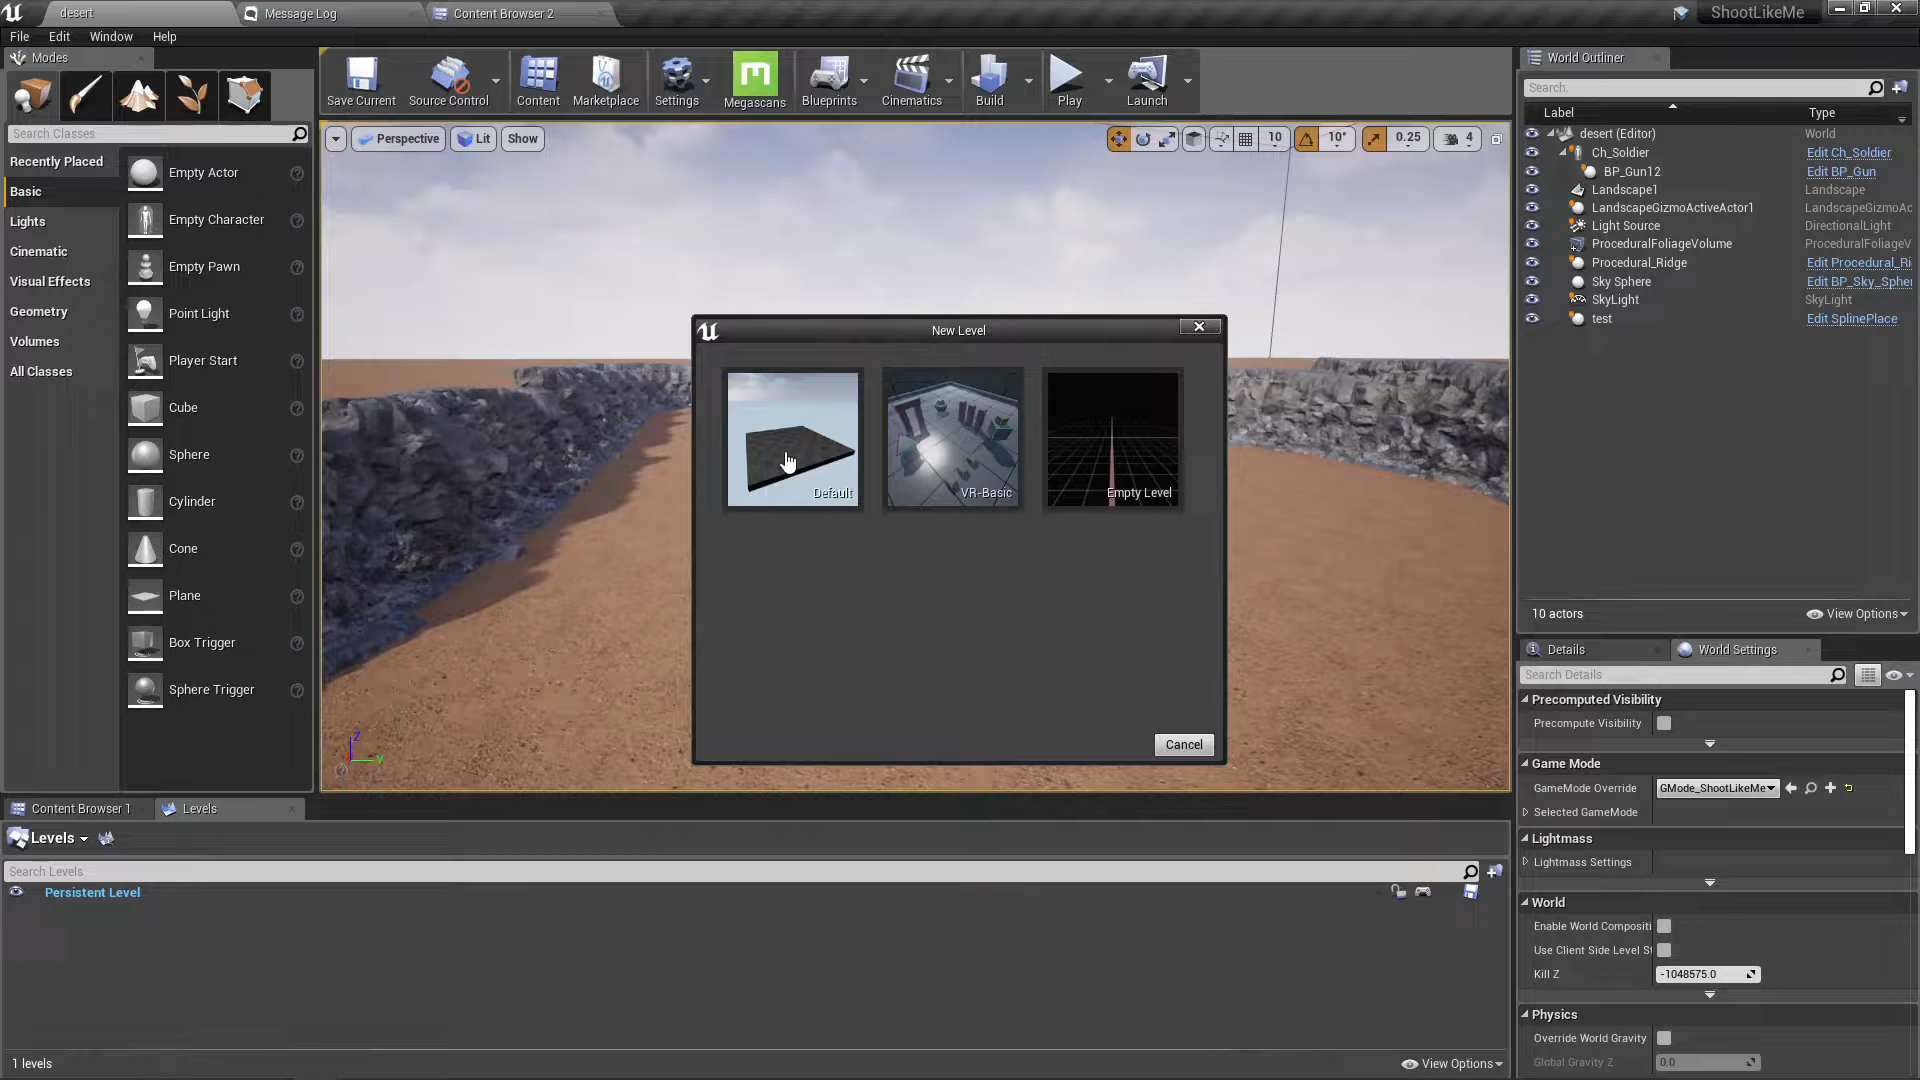 desert
Message Log
Content Browser 2
ShootLikeMe
File Edit Window Help
Modes
Save Current
Source Control
Content
Marketplace
Settings
Megascans
Blueprints
Cinematics
Build
Play
Launch
Search Classes
Recently Placed
Basic
Lights
Cinematic
Visual Effects
Geometry
Volumes
All Classes
Empty Actor
Empty Character
Empty Pawn
Point Light
Player Start
Cube
Sphere
Cylinder
Cone
Plane
Box Trigger
Sphere Trigger
Perspective
Lit
Show
10
10°
0.25
4
Z
Y
New Level
Default
VR-Basic
Empty Level
Cancel
World Outliner
Search.
Label Type
desert (Editor) World
Ch_Soldier Edit Ch_Soldier
BP_Gun12 Edit BP_Gun
Landscape1 Landscape
LandscapeGizmoActiveActor1 LandscapeGizmoAc
Light Source DirectionalLight
ProceduralFoliageVolume ProceduralFoliageV
Procedural_Ridge Edit Procedural_Ri
Sky Sphere Edit BP_Sky_Spher
SkyLight SkyLight
test Edit SplinePlace
10 actors
View Options
Details
World Settings
Search Details
Precomputed Visibility
Precompute Visibility
Game Mode
GameMode Override GMode_ShootLikeMe
Selected GameMode
Lightmass
Lightmass Settings
World
Enable World Compositi
Use Client Side Level St
Kill Z -1048575.0
Physics
Override World Gravity
Global Gravity Z 0.0
Content Browser 1
Levels
Levels
Search Levels
Persistent Level
1 levels
View Options